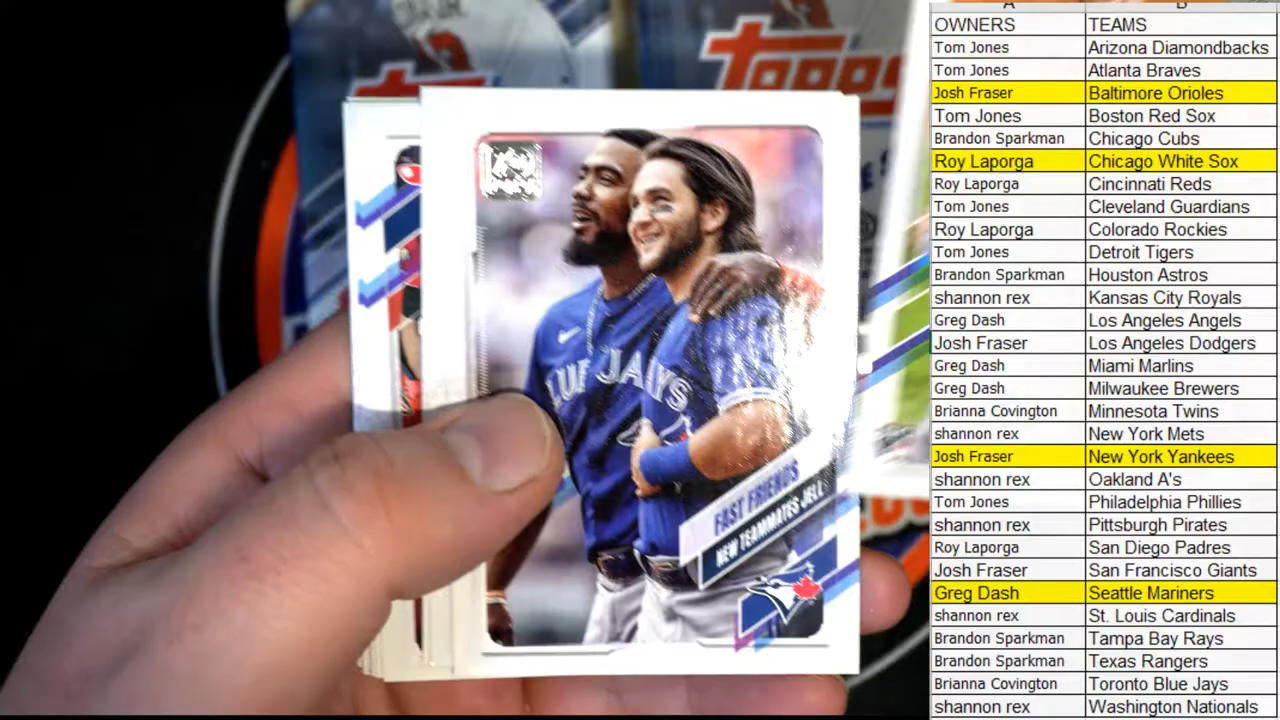 Topps
BLUE JAYS
FAST FRIENDS
NEW TEAMMATES JELL
A B
OWNERS TEAMS
Tom Jones Arizona Diamondbacks
Tom Jones Atlanta Braves
Josh Fraser Baltimore Orioles
Tom Jones Boston Red Sox
Brandon Sparkman Chicago Cubs
Roy Laporga Chicago White Sox
Roy Laporga Cincinnati Reds
Tom Jones Cleveland Guardians
Roy Laporga Colorado Rockies
Tom Jones Detroit Tigers
Brandon Sparkman Houston Astros
shannon rex Kansas City Royals
Greg Dash Los Angeles Angels
Josh Fraser Los Angeles Dodgers
Greg Dash Miami Marlins
Greg Dash Milwaukee Brewers
Brianna Covington Minnesota Twins
shannon rex New York Mets
Josh Fraser New York Yankees
shannon rex Oakland A's
Tom Jones Philadelphia Phillies
shannon rex Pittsburgh Pirates
Roy Laporga San Diego Padres
Josh Fraser San Francisco Giants
Greg Dash Seattle Mariners
shannon rex St. Louis Cardinals
Brandon Sparkman Tampa Bay Rays
Brandon Sparkman Texas Rangers
Brianna Covington Toronto Blue Jays
shannon rex Washington Nationals